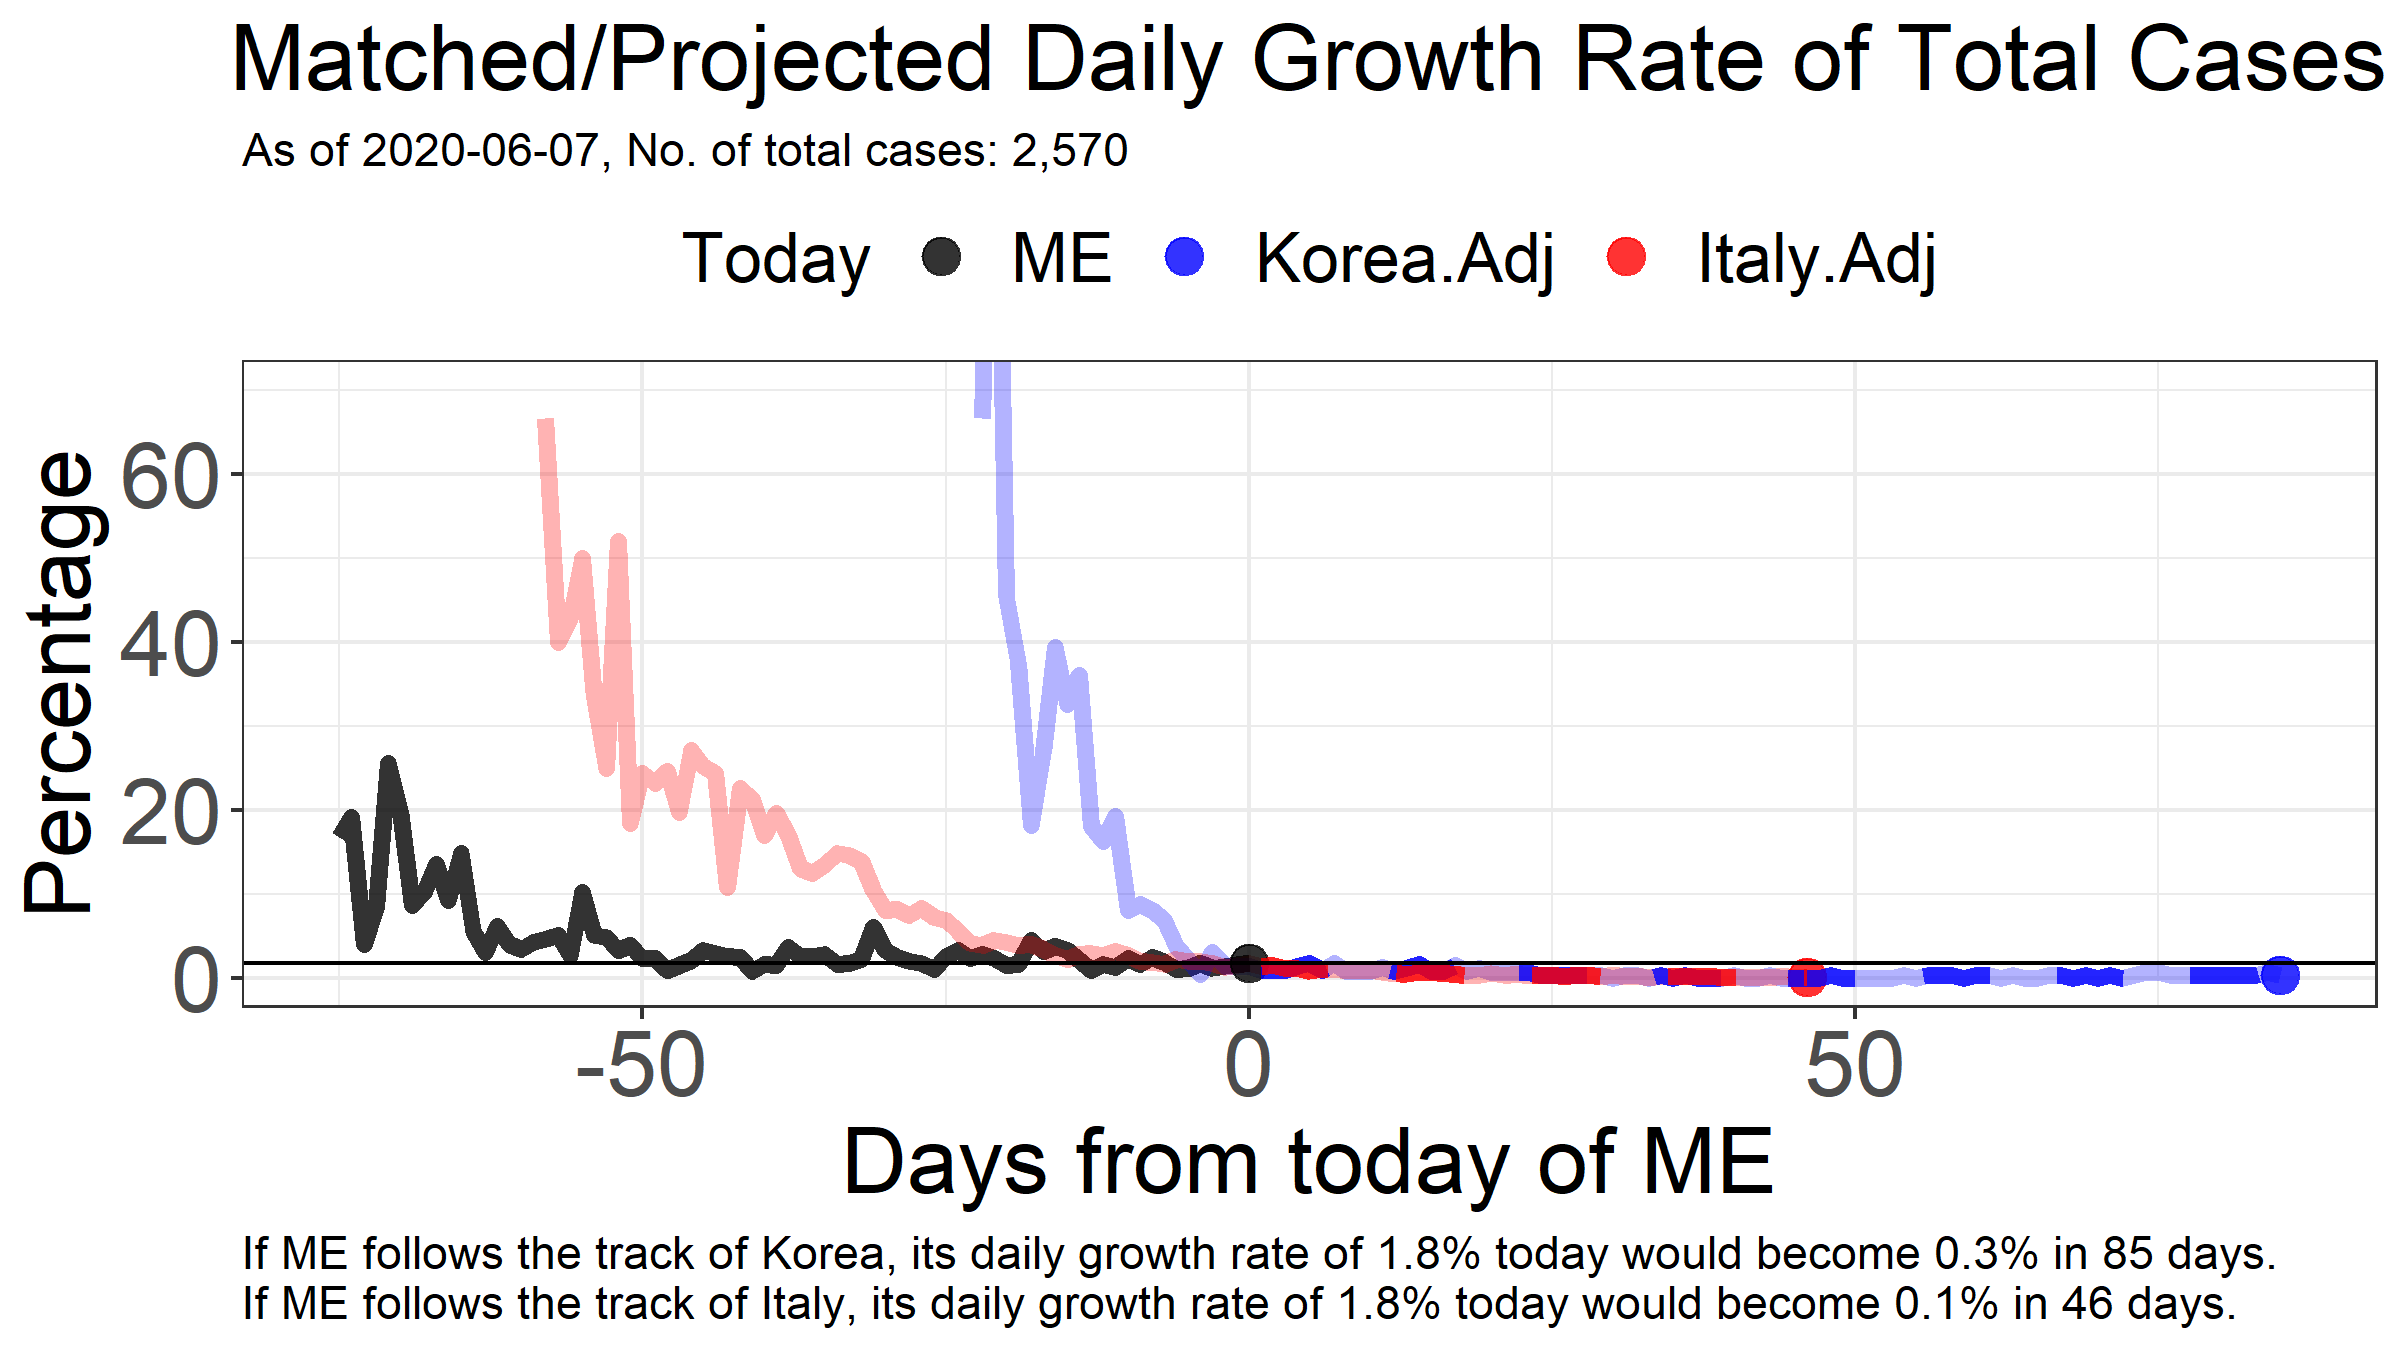 Matched/Projected Daily Growth Rate of Total Cases
As of 2020-06-07, No. of total cases: 2,570
Today ME Korea.Adj Italy.Adj
Percentage
60
40
20
0
-50 0 50
Days from today of ME
If ME follows the track of Korea, its daily growth rate of 1.8% today would become 0.3% in 85 days.
If ME follows the track of Italy, its daily growth rate of 1.8% today would become 0.1% in 46 days.